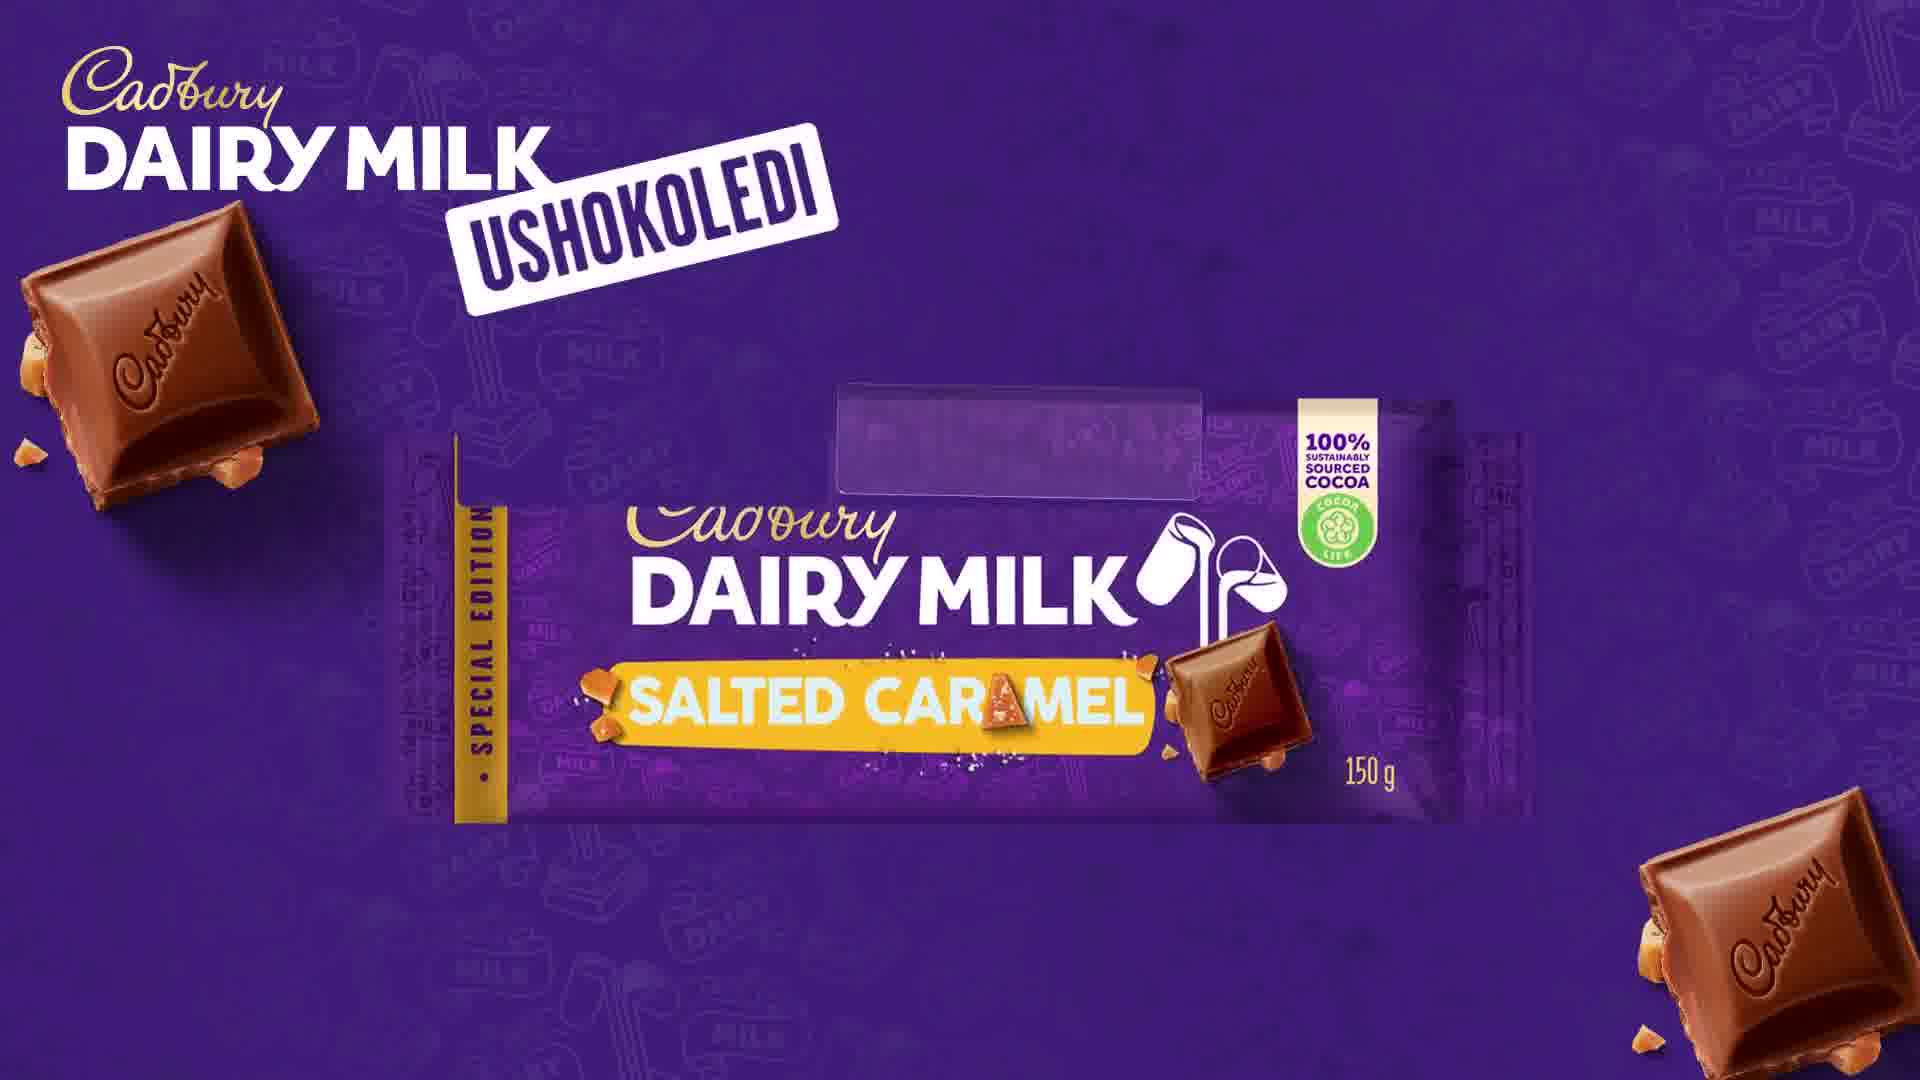 Cadbury
DAIRY MILK
USHOKOLEDI
Cadbury
100%
SUSTAINABLY
SOURCED
COCOA
COCOA
LIFE
• SPECIAL EDITION
Cadbury
DAIRY MILK
SALTED CARAMEL
Cadbury
150 g
Cadbury